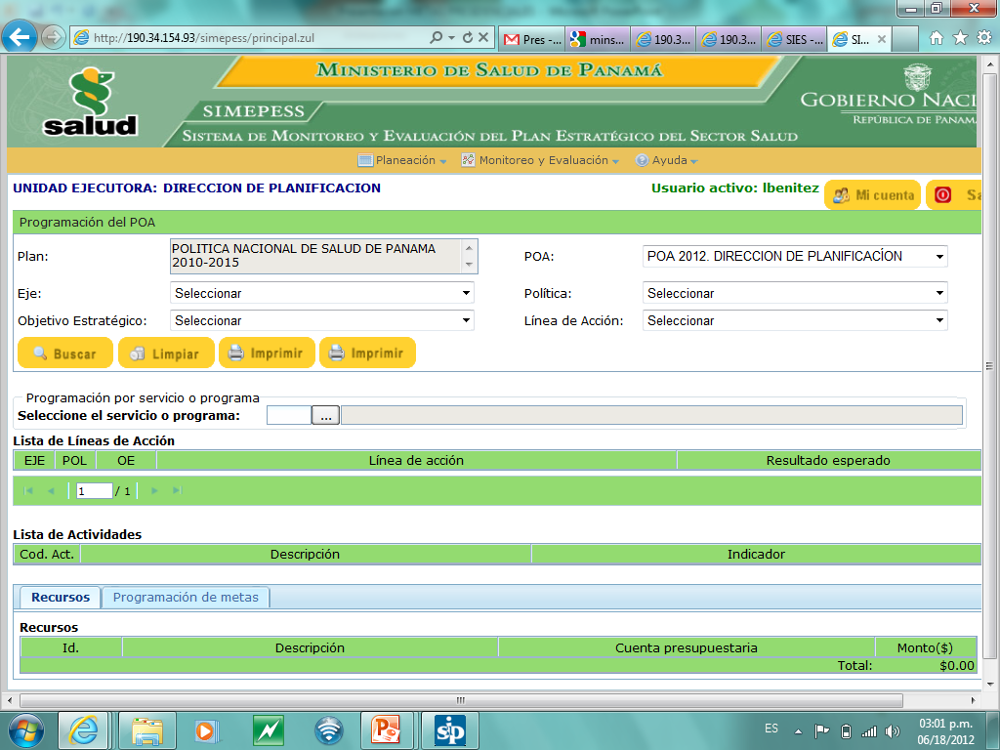 http://190.34.154.93/simepess/principal.zul
Pres -... mins... 190.3... 190.3... SIES -... SI...
MINISTERIO DE SALUD DE PANAMÁ
SIMEPESS
SISTEMA DE MONITOREO Y EVALUACIÓN DEL PLAN ESTRATÉGICO DEL SECTOR SALUD
salud
GOBIERNO NACI
REPÚBLICA DE PANAM
Planeación Monitoreo y Evaluación Ayuda
UNIDAD EJECUTORA: DIRECCION DE PLANIFICACION
Usuario activo: lbenitez Mi cuenta Sa
Programación del POA
Plan: POLITICA NACIONAL DE SALUD DE PANAMA
2010-2015
POA: POA 2012. DIRECCION DE PLANIFICACÍON
Eje: Seleccionar Política: Seleccionar
Objetivo Estratégico: Seleccionar Línea de Acción: Seleccionar
Buscar Limpiar Imprimir Imprimir
Programación por servicio o programa
Seleccione el servicio o programa: ...
Lista de Líneas de Acción
EJE POL OE Línea de acción Resultado esperado
1 / 1
Lista de Actividades
Cod. Act. Descripción Indicador
Recursos Programación de metas
Recursos
Id. Descripción Cuenta presupuestaria Monto($)
Total: $0.00
sip
ES
03:01 p.m.
06/18/2012